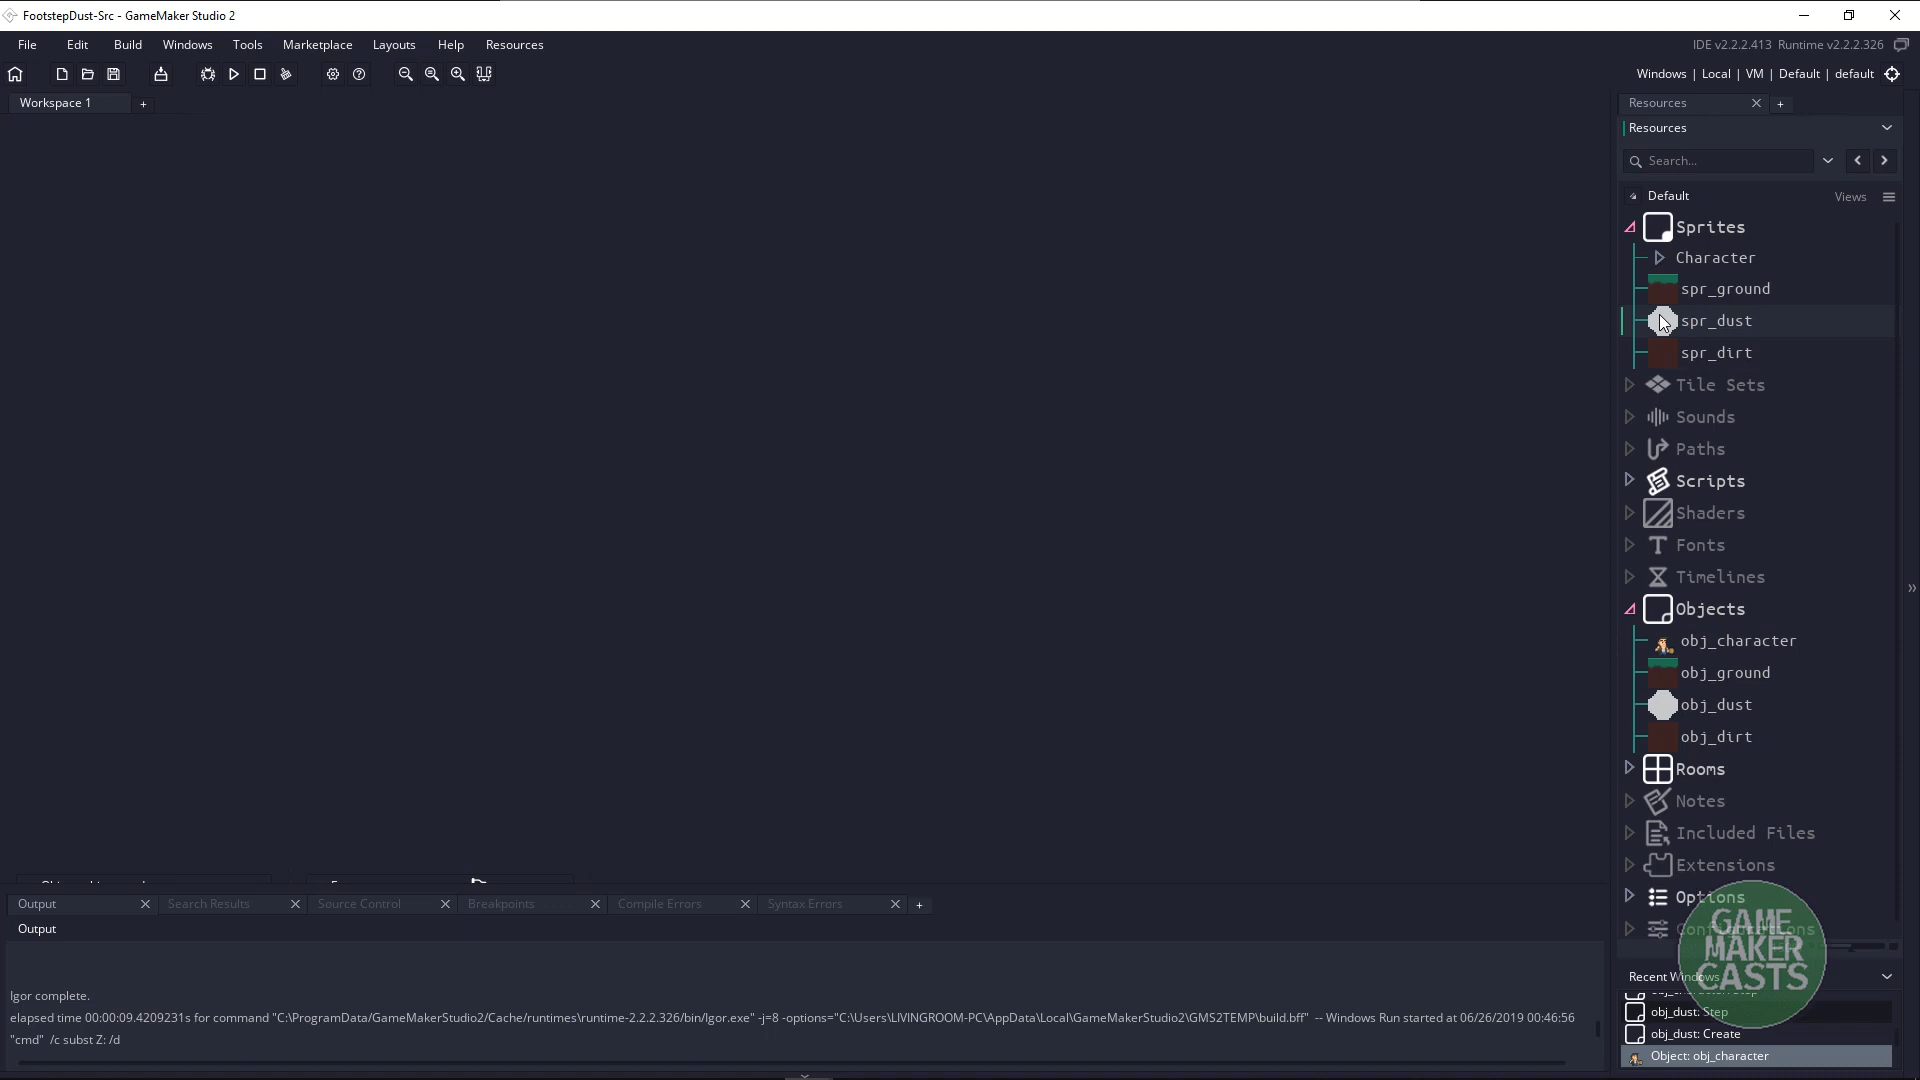 FootstepDust-Src - GameMaker Studio 2
File Edit Build Windows Tools Marketplace Layouts Help Resources
IDE v2.2.2.413 Runtime v2.2.2.326
Windows | Local | VM | Default | default
Workspace 1 +
Resources +
Resources
Search...
Default Views
Sprites
Character
spr_ground
spr_dust
spr_dirt
Tile Sets
Sounds
Paths
Scripts
Shaders
Fonts
Timelines
Objects
obj_character
obj_ground
obj_dust
obj_dirt
Rooms
Notes
Included Files
Extensions
Options
Configurations
GAME
MAKER
CASTS
Output Search Results Source Control Breakpoints Compile Errors Syntax Errors +
Output
Igor complete.
elapsed time 00:00:09.4209231s for command "C:\ProgramData/GameMakerStudio2/Cache/runtimes\runtime-2.2.2.326/bin/Igor.exe" -j=8 -options="C:\Users\LIVINGROOM-PC\AppData\Local\GameMakerStudio2\GMS2TEMP\build.bff" -- Windows Run started at 06/26/2019 00:46:56
"cmd" /c subst Z: /d
Recent Windows
obj_dust: Step
obj_dust: Create
Object: obj_character